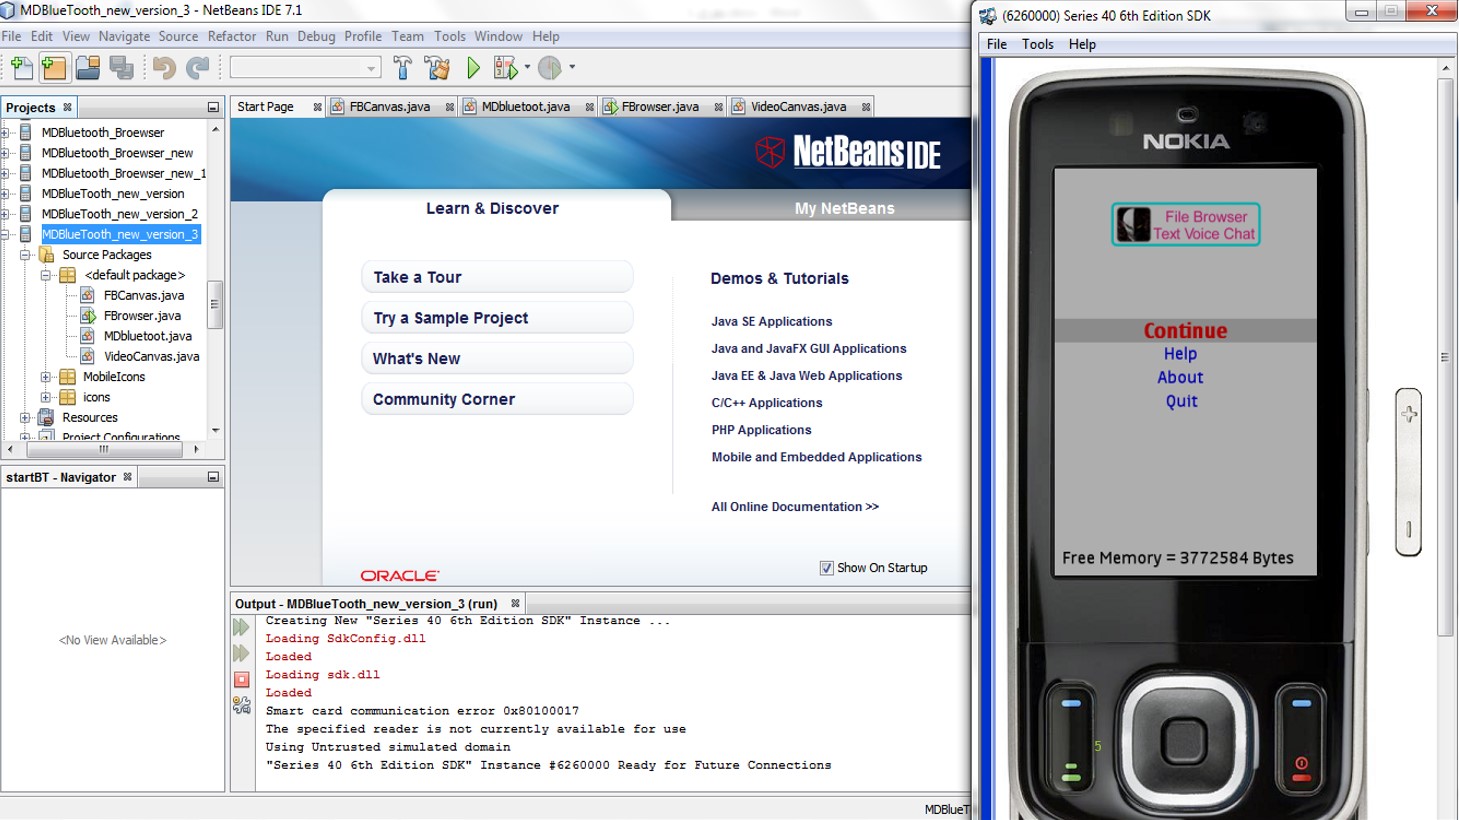 MDBlueTooth_new_version_3 - NetBeans IDE 7.1
File Edit View Navigate Source Refactor Run Debug Profile Team Tools Window Help
Projects
MDBluetooth_Broewser
MDBluetooth_Broewser_new
MDBluetooth_Broewser_new_1
MDBlueTooth_new_version
MDBlueTooth_new_version_2
MDBlueTooth_new_version_3
Source Packages
<default package>
FBCanvas.java
FBrowser.java
MDbluetoot.java
VideoCanvas.java
MobileIcons
icons
Resources
Project Configurations
startBT - Navigator
<No View Available>
Start Page FBCanvas.java MDbluetoot.java FBrowser.java VideoCanvas.java
NetBeans IDE
Learn & Discover My NetBeans
Take a Tour
Try a Sample Project
What's New
Community Corner
Demos & Tutorials
Java SE Applications
Java and JavaFX GUI Applications
Java EE & Java Web Applications
C/C++ Applications
PHP Applications
Mobile and Embedded Applications
All Online Documentation >>
ORACLE
Show On Startup
Output - MDBlueTooth_new_version_3 (run)
Creating New "Series 40 6th Edition SDK" Instance ...
Loading SdkConfig.dll
Loaded
Loading sdk.dll
Loaded
Smart card communication error 0x80100017
The specified reader is not currently available for use
Using Untrusted simulated domain
"Series 40 6th Edition SDK" Instance #6260000 Ready for Future Connections
MDBlueT
(6260000) Series 40 6th Edition SDK
File Tools Help
NOKIA
File Browser
Text Voice Chat
Continue
Help
About
Quit
Free Memory = 3772584 Bytes
5